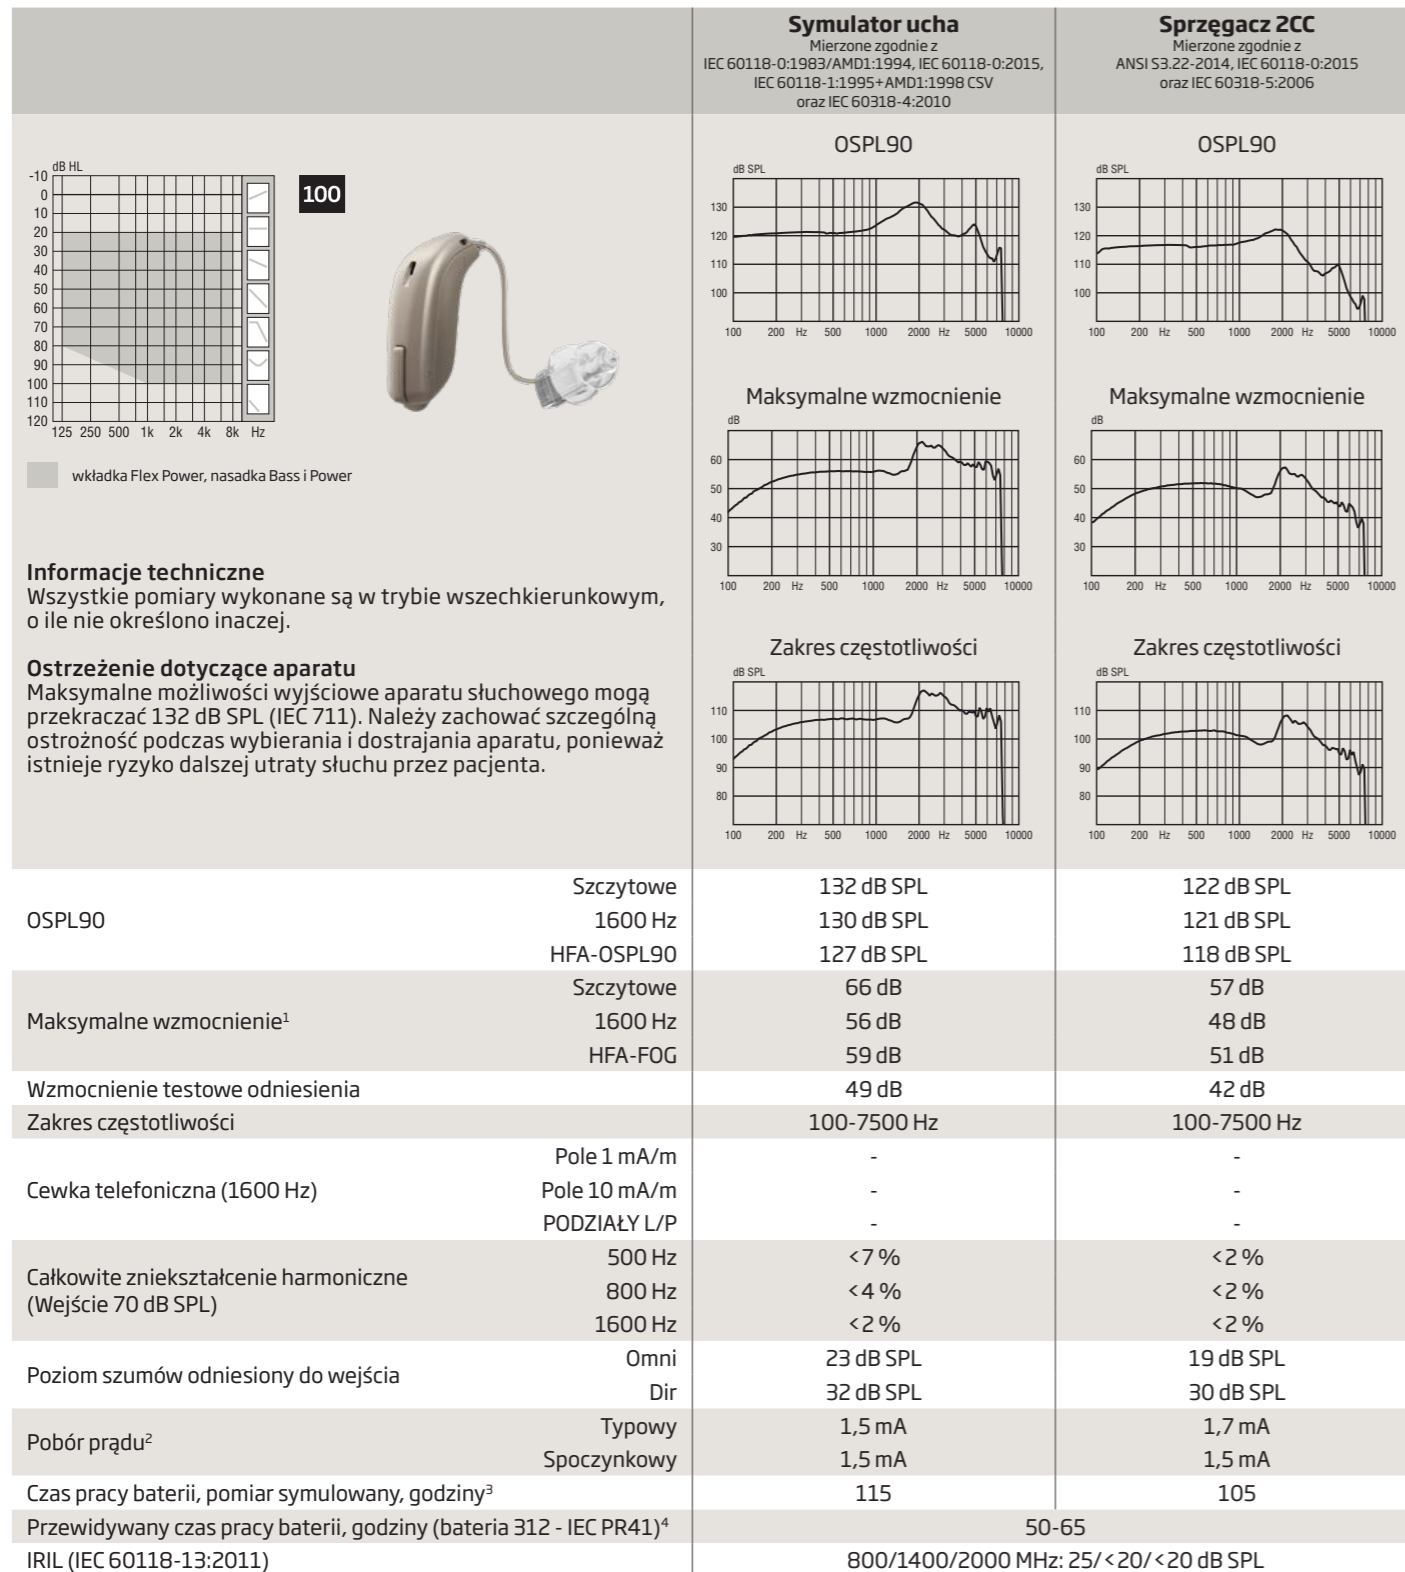 Symulator ucha
Mierzone zgodnie z
IEC 60118-0:1983/AMD1:1994, IEC 60118-0:2015,
IEC 60118-1:1995+AMD1:1998 CSV
oraz IEC 60318-4:2010
Sprzęgacz 2CC
Mierzone zgodnie z
ANSI S3.22-2014, IEC 60118-0:2015
oraz IEC 60318-5:2006
dB HL
-10
0
10
20
30
40
50
60
70
80
90
100
110
120
125 250 500 1k 2k 4k 8k Hz
100
wkładka Flex Power, nasadka Bass i Power
Informacje techniczne
Wszystkie pomiary wykonane są w trybie wszechkierunkowym,
o ile nie określono inaczej.
Ostrzeżenie dotyczące aparatu
Maksymalne możliwości wyjściowe aparatu słuchowego mogą
przekraczać 132 dB SPL (IEC 711). Należy zachować szczególną
ostrożność podczas wybierania i dostrajania aparatu, ponieważ
istnieje ryzyko dalszej utraty słuchu przez pacjenta.
OSPL90
dB SPL
130
120
110
100
100 200 Hz 500 1000 2000 Hz 5000 10000
OSPL90
dB SPL
130
120
110
100
100 200 Hz 500 1000 2000 Hz 5000 10000
Maksymalne wzmocnienie
dB
60
50
40
30
100 200 Hz 500 1000 2000 Hz 5000 10000
Maksymalne wzmocnienie
dB
60
50
40
30
100 200 Hz 500 1000 2000 Hz 5000 10000
Zakres częstotliwości
dB SPL
110
100
90
80
100 200 Hz 500 1000 2000 Hz 5000 10000
Zakres częstotliwości
dB SPL
110
100
90
80
100 200 Hz 500 1000 2000 Hz 5000 10000
Szczytowe 132 dB SPL 122 dB SPL
OSPL90 1600 Hz 130 dB SPL 121 dB SPL
HFA-OSPL90 127 dB SPL 118 dB SPL
Szczytowe 66 dB 57 dB
Maksymalne wzmocnienie¹ 1600 Hz 56 dB 48 dB
HFA-FOG 59 dB 51 dB
Wzmocnienie testowe odniesienia 49 dB 42 dB
Zakres częstotliwości 100-7500 Hz 100-7500 Hz
Pole 1 mA/m - -
Cewka telefoniczna (1600 Hz) Pole 10 mA/m - -
PODZIAŁY L/P - -
Całkowite zniekształcenie harmoniczne
(Wejście 70 dB SPL)
500 Hz <7 % <2 %
800 Hz <4 % <2 %
1600 Hz <2 % <2 %
Poziom szumów odniesiony do wejścia
Omni 23 dB SPL 19 dB SPL
Dir 32 dB SPL 30 dB SPL
Pobór prądu²
Typowy 1,5 mA 1,7 mA
Spoczynkowy 1,5 mA 1,5 mA
Czas pracy baterii, pomiar symulowany, godziny³ 115 105
Przewidywany czas pracy baterii, godziny (bateria 312 - IEC PR41)⁴ 50-65
IRIL (IEC 60118-13:2011) 800/1400/2000 MHz: 25/<20/<20 dB SPL